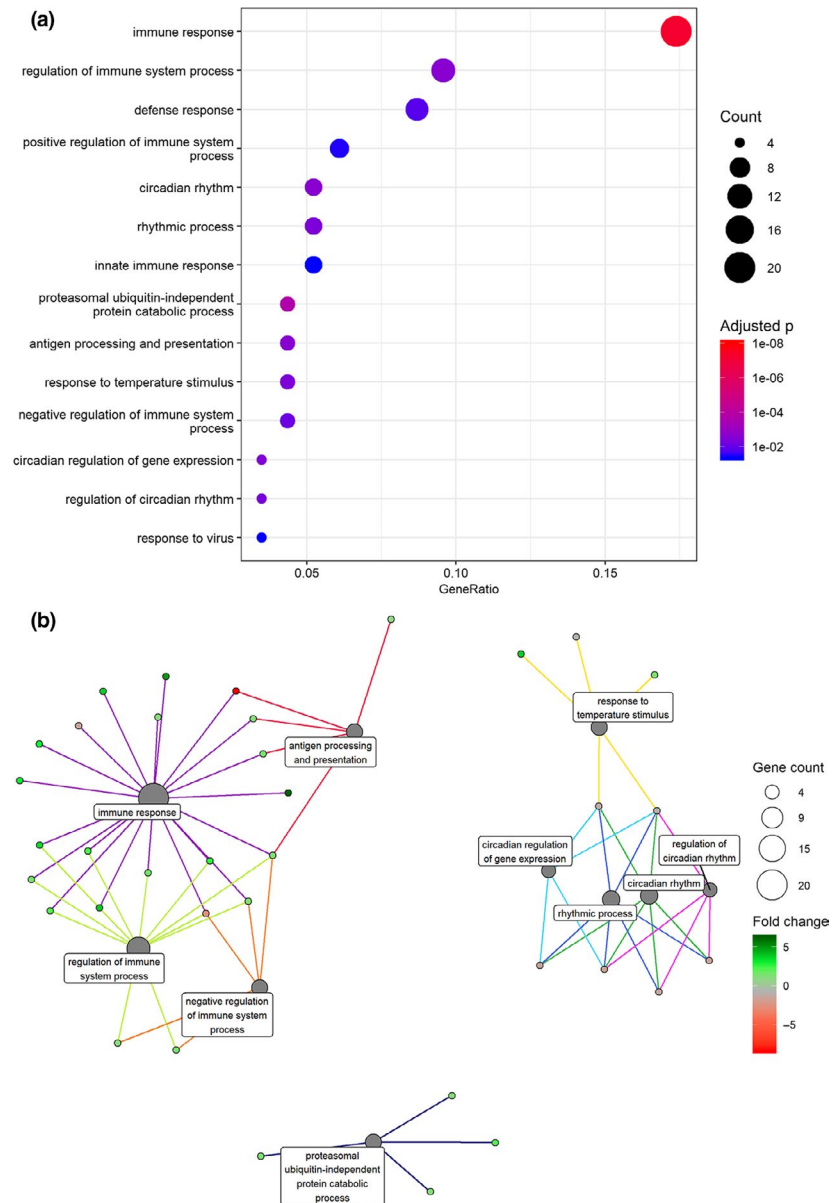 (a)
immune response
regulation of immune system process
defense response
positive regulation of immune system
process
circadian rhythm
rhythmic process
innate immune response
proteasomal ubiquitin-independent
protein catabolic process
antigen processing and presentation
response to temperature stimulus
negative regulation of immune system
process
circadian regulation of gene expression
regulation of circadian rhythm
response to virus
0.05
0.10
0.15
GeneRatio
Count
4
8
12
16
20
Adjusted p
1e-08
1e-06
1e-04
1e-02
(b)
antigen processing
and presentation
immune response
regulation of immune
system process
negative regulation
of immune system
process
response to
temperature stimulus
circadian regulation
of gene expression
regulation of
circadian rhythm
circadian rhythm
rhythmic process
proteasomal
ubiquitin-independent
protein catabolic
process
Gene count
4
9
15
20
Fold change
5
0
−5